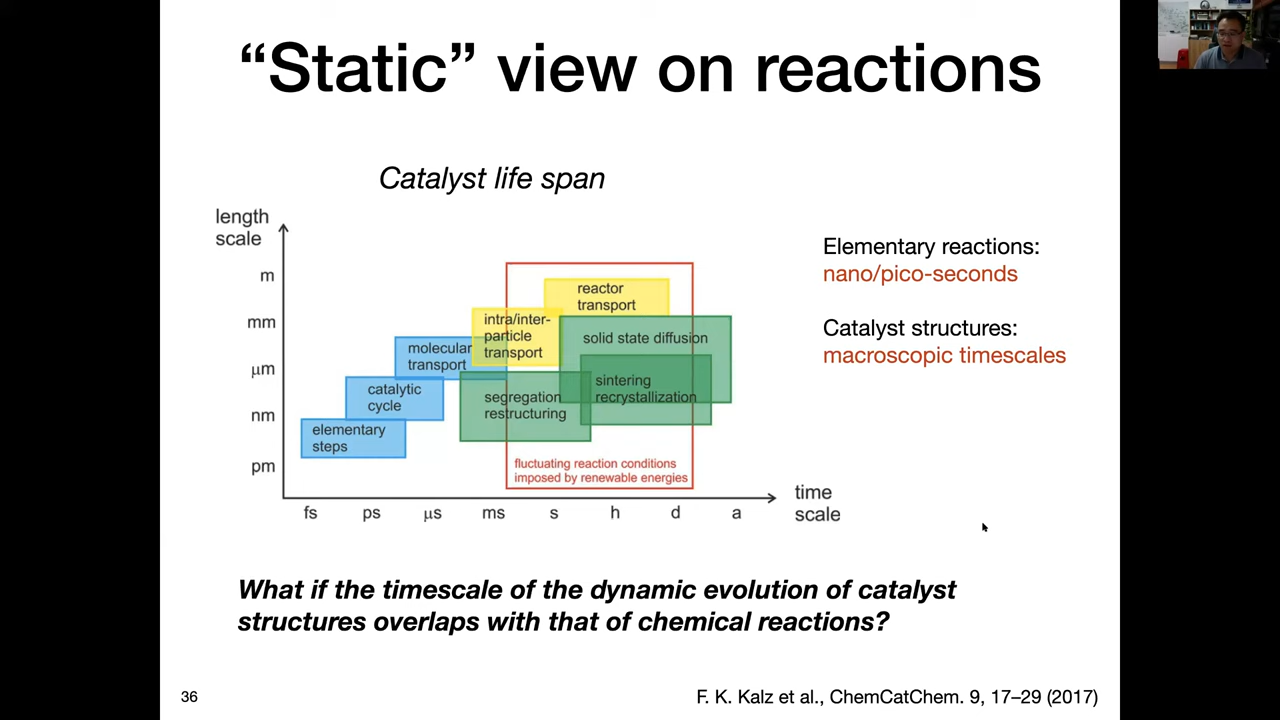 “Static” view on reactions
Catalyst life span
length
scale
m
mm
μm
nm
pm
reactor
transport
intra/inter-
particle
transport
solid state diffusion
molecular
transport
sintering
recrystallization
catalytic
cycle
segregation
restructuring
elementary
steps
fluctuating reaction conditions
imposed by renewable energies
fs ps μs ms s h d a
time
scale
Elementary reactions:
nano/pico-seconds
Catalyst structures:
macroscopic timescales
What if the timescale of the dynamic evolution of catalyst
structures overlaps with that of chemical reactions?
36
F. K. Kalz et al., ChemCatChem. 9, 17–29 (2017)